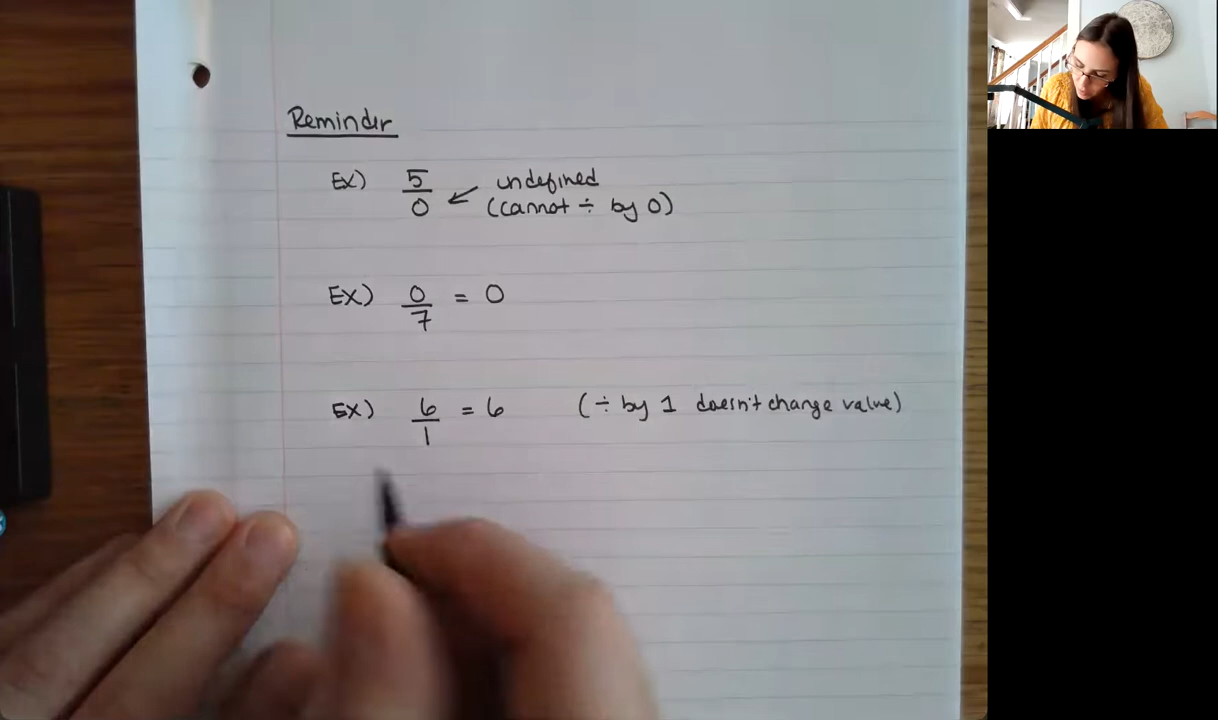 Reminder
Ex) 5/0 ← undefined
(cannot ÷ by 0)
Ex) 0/7 = 0
Ex) 6/1 = 6 (÷ by 1 doesn't change value)